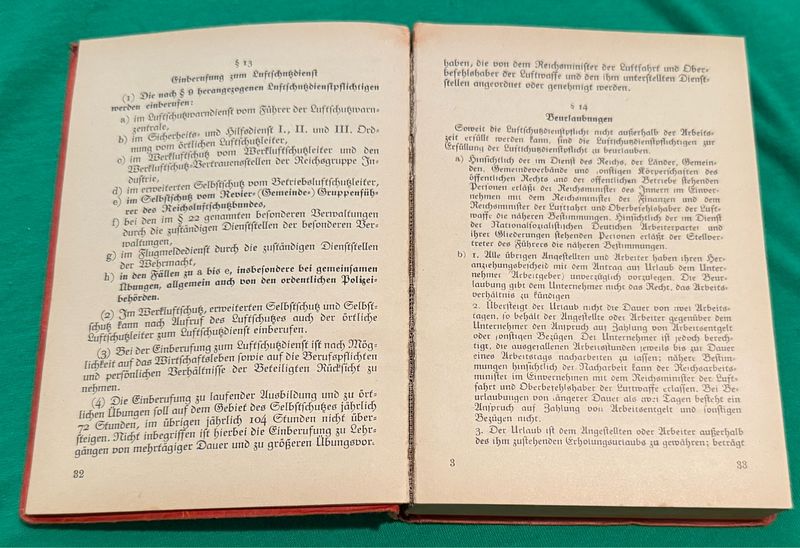 § 13
Einberufung zum Luftschutzdienst
(1) Die nach § 9 herangezogenen Luftschutzdienstpflichtigen
werden einberufen:
a) im Luftschutzwarndienst vom Führer der Luftschutzwarn-
zentrale,
b) im Sicherheits- und Hilfsdienst I., II. und III. Ord-
nung vom örtlichen Luftschutzleiter,
c) im Werkluftschutz vom Werkluftschutzleiter und den
Werkluftschutz-Vertrauensstellen der Reichsgruppe In-
dustrie,
d) im erweiterten Selbstschutz vom Betriebsluftschutzleiter,
e) im Selbstschutz vom Revier-(Gemeinde-) Gruppenfüh-
rer des Reichsluftschutzbundes,
f) bei den im § 22 genannten besonderen Verwaltungen
durch die zuständigen Dienststellen der besonderen Ver-
waltungen,
g) im Flugmeldedienst durch die zuständigen Dienststellen
der Wehrmacht,
h) in den Fällen zu a bis e, insbesondere bei gemeinsamen
Übungen, allgemein auch von den ordentlichen Polizei-
behörden.
(2) Im Werkluftschutz, erweiterten Selbstschutz und Selbst-
schutz kann nach Aufruf des Luftschutzes auch der örtliche
Luftschutzleiter zum Luftschutzdienst einberufen.
(3) Bei der Einberufung zum Luftschutzdienst ist nach Mög-
lichkeit auf das Wirtschaftsleben sowie auf die Berufspflichten
und persönlichen Verhältnisse der Beteiligten Rücksicht zu
nehmen.
(4) Die Einberufung zu laufender Ausbildung und zu ört-
lichen Übungen soll auf dem Gebiet des Selbstschutzes jährlich
72 Stunden, im übrigen jährlich 104 Stunden nicht über-
steigen. Nicht inbegriffen ist hierbei die Einberufung zu Lehr-
gängen von mehrtägiger Dauer und zu größeren Übungsvor-
32
haben, die von dem Reichsminister der Luftfahrt und Ober-
befehlshaber der Luftwaffe und den ihm unterstellten Dienst-
stellen angeordnet oder genehmigt werden.
§ 14
Beurlaubungen
Soweit die Luftschutzdienstpflicht nicht außerhalb der Arbeits-
zeit erfüllt werden kann, sind die Luftschutzdienstpflichtigen zur
Erfüllung der Luftschutzdienstpflicht zu beurlauben.
a) Hinsichtlich der im Dienst des Reichs, der Länder, Gemein-
den, Gemeindeverbände und sonstigen Körperschaften des
öffentlichen Rechts und der öffentlichen Betriebe stehenden
Personen erläßt der Reichsminister des Innern im Einver-
nehmen mit dem Reichsminister der Finanzen und dem
Reichsminister der Luftfahrt und Oberbefehlshaber der Luft-
waffe die näheren Bestimmungen. Hinsichtlich der im Dienst
der Nationalsozialistischen Deutschen Arbeiterpartei und
ihrer Gliederungen stehenden Personen erläßt der Stellver-
treter des Führers die näheren Bestimmungen.
b) 1. Alle übrigen Angestellten und Arbeiter haben ihren Her-
anziehungsbescheid mit dem Antrag auf Urlaub dem Unter-
nehmer (Arbeitgeber) unverzüglich vorzulegen. Die Beur-
laubung gibt dem Unternehmer nicht das Recht, das Arbeits-
verhältnis zu kündigen
2. Übersteigt der Urlaub nicht die Dauer von zwei Arbeits-
tagen, so behält der Angestellte oder Arbeiter gegenüber dem
Unternehmer den Anspruch auf Zahlung von Arbeitsentgelt
oder sonstigen Bezügen. Der Unternehmer ist jedoch berech-
tigt, die ausgefallenen Arbeitsstunden jeweils bis zur Dauer
eines Arbeitstags nacharbeiten zu lassen; nähere Bestim-
mungen hinsichtlich der Nacharbeit kann der Reichsarbeits-
minister im Einvernehmen mit dem Reichsminister der Luft-
fahrt und Oberbefehlshaber der Luftwaffe erlassen. Bei Be-
urlaubungen von längerer Dauer als zwei Tagen besteht ein
Anspruch auf Zahlung von Arbeitsentgelt und sonstigen
Bezügen nicht.
3. Der Urlaub ist dem Angestellten oder Arbeiter außerhalb
des ihm zustehenden Erholungsurlaubs zu gewähren; beträgt
3
33